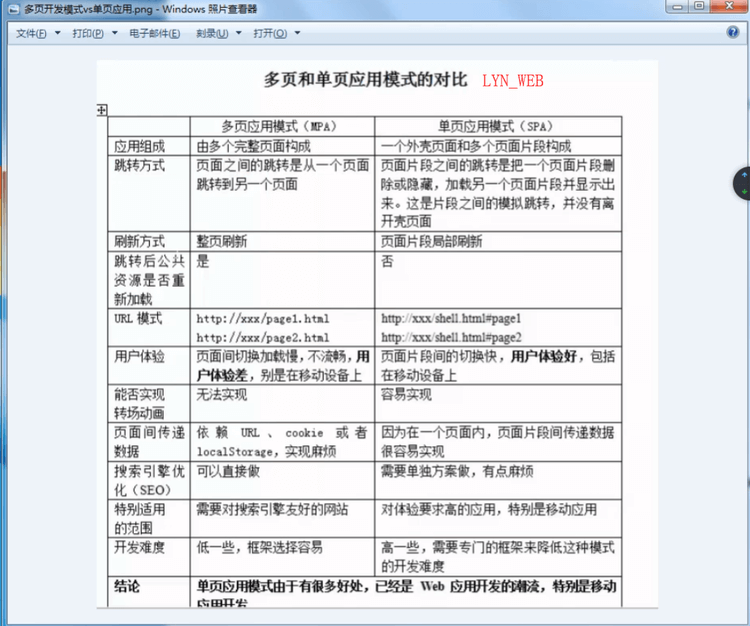 多页开发模式vs单页应用.png - Windows 照片查看器
文件(F) 打印(P) 电子邮件(E) 刻录(U) 打开(O)
多页和单页应用模式的对比 LYN_WEB
多页应用模式（MPA） 单页应用模式（SPA）
应用组成 由多个完整页面构成 一个外壳页面和多个页面片段构成
跳转方式 页面之间的跳转是从一个页面 页面片段之间的跳转是把一个页面片段删
跳转到另一个页面 除或隐藏，加载另一个页面片段并显示出
来。这是片段之间的模拟跳转，并没有离
开壳页面
刷新方式 整页刷新 页面片段局部刷新
跳转后公共 是 否
资源是否重
新加载
URL 模式 http://xxx/page1.html http://xxx/shell.html#page1
http://xxx/page2.html http://xxx/shell.html#page2
用户体验 页面间切换加载慢，不流畅，用 页面片段间的切换快，用户体验好，包括
户体验差，别是在移动设备上 在移动设备上
能否实现 无法实现 容易实现
转场动画
页面间传递 依赖 URL 、 cookie 或者 因为在一个页面内，页面片段间传递数据
数据 localStorage，实现麻烦 很容易实现
搜索引擎优 可以直接做 需要单独方案做，有点麻烦
化（SEO）
特别适用 需要对搜索引擎友好的网站 对体验要求高的应用，特别是移动应用
的范围
开发难度 低一些，框架选择容易 高一些，需要专门的框架来降低这种模式
的开发难度
结论 单页应用模式由于有很多好处，已经是 Web 应用开发的潮流，特别是移动
应用开发